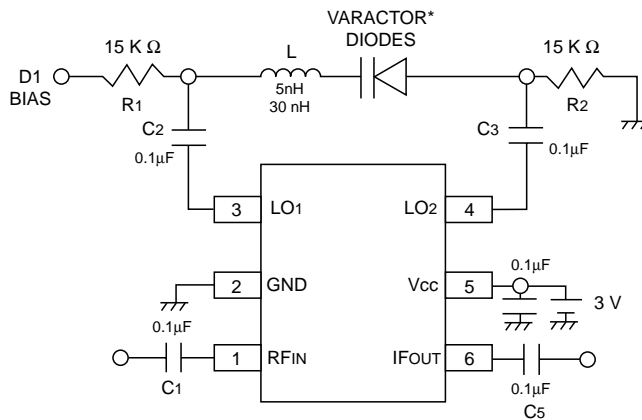 VARACTOR*
DIODES
15 K Ω
L
15 K Ω
D1
BIAS
R1
5nH
30 nH
R2
C2
C3
0.1µF
0.1µF
3
LO1
LO2
4
2
GND
VCC
5
0.1µF
3 V
0.1µF
1
RFIN
IFOUT
6
C1
0.1µF
C5